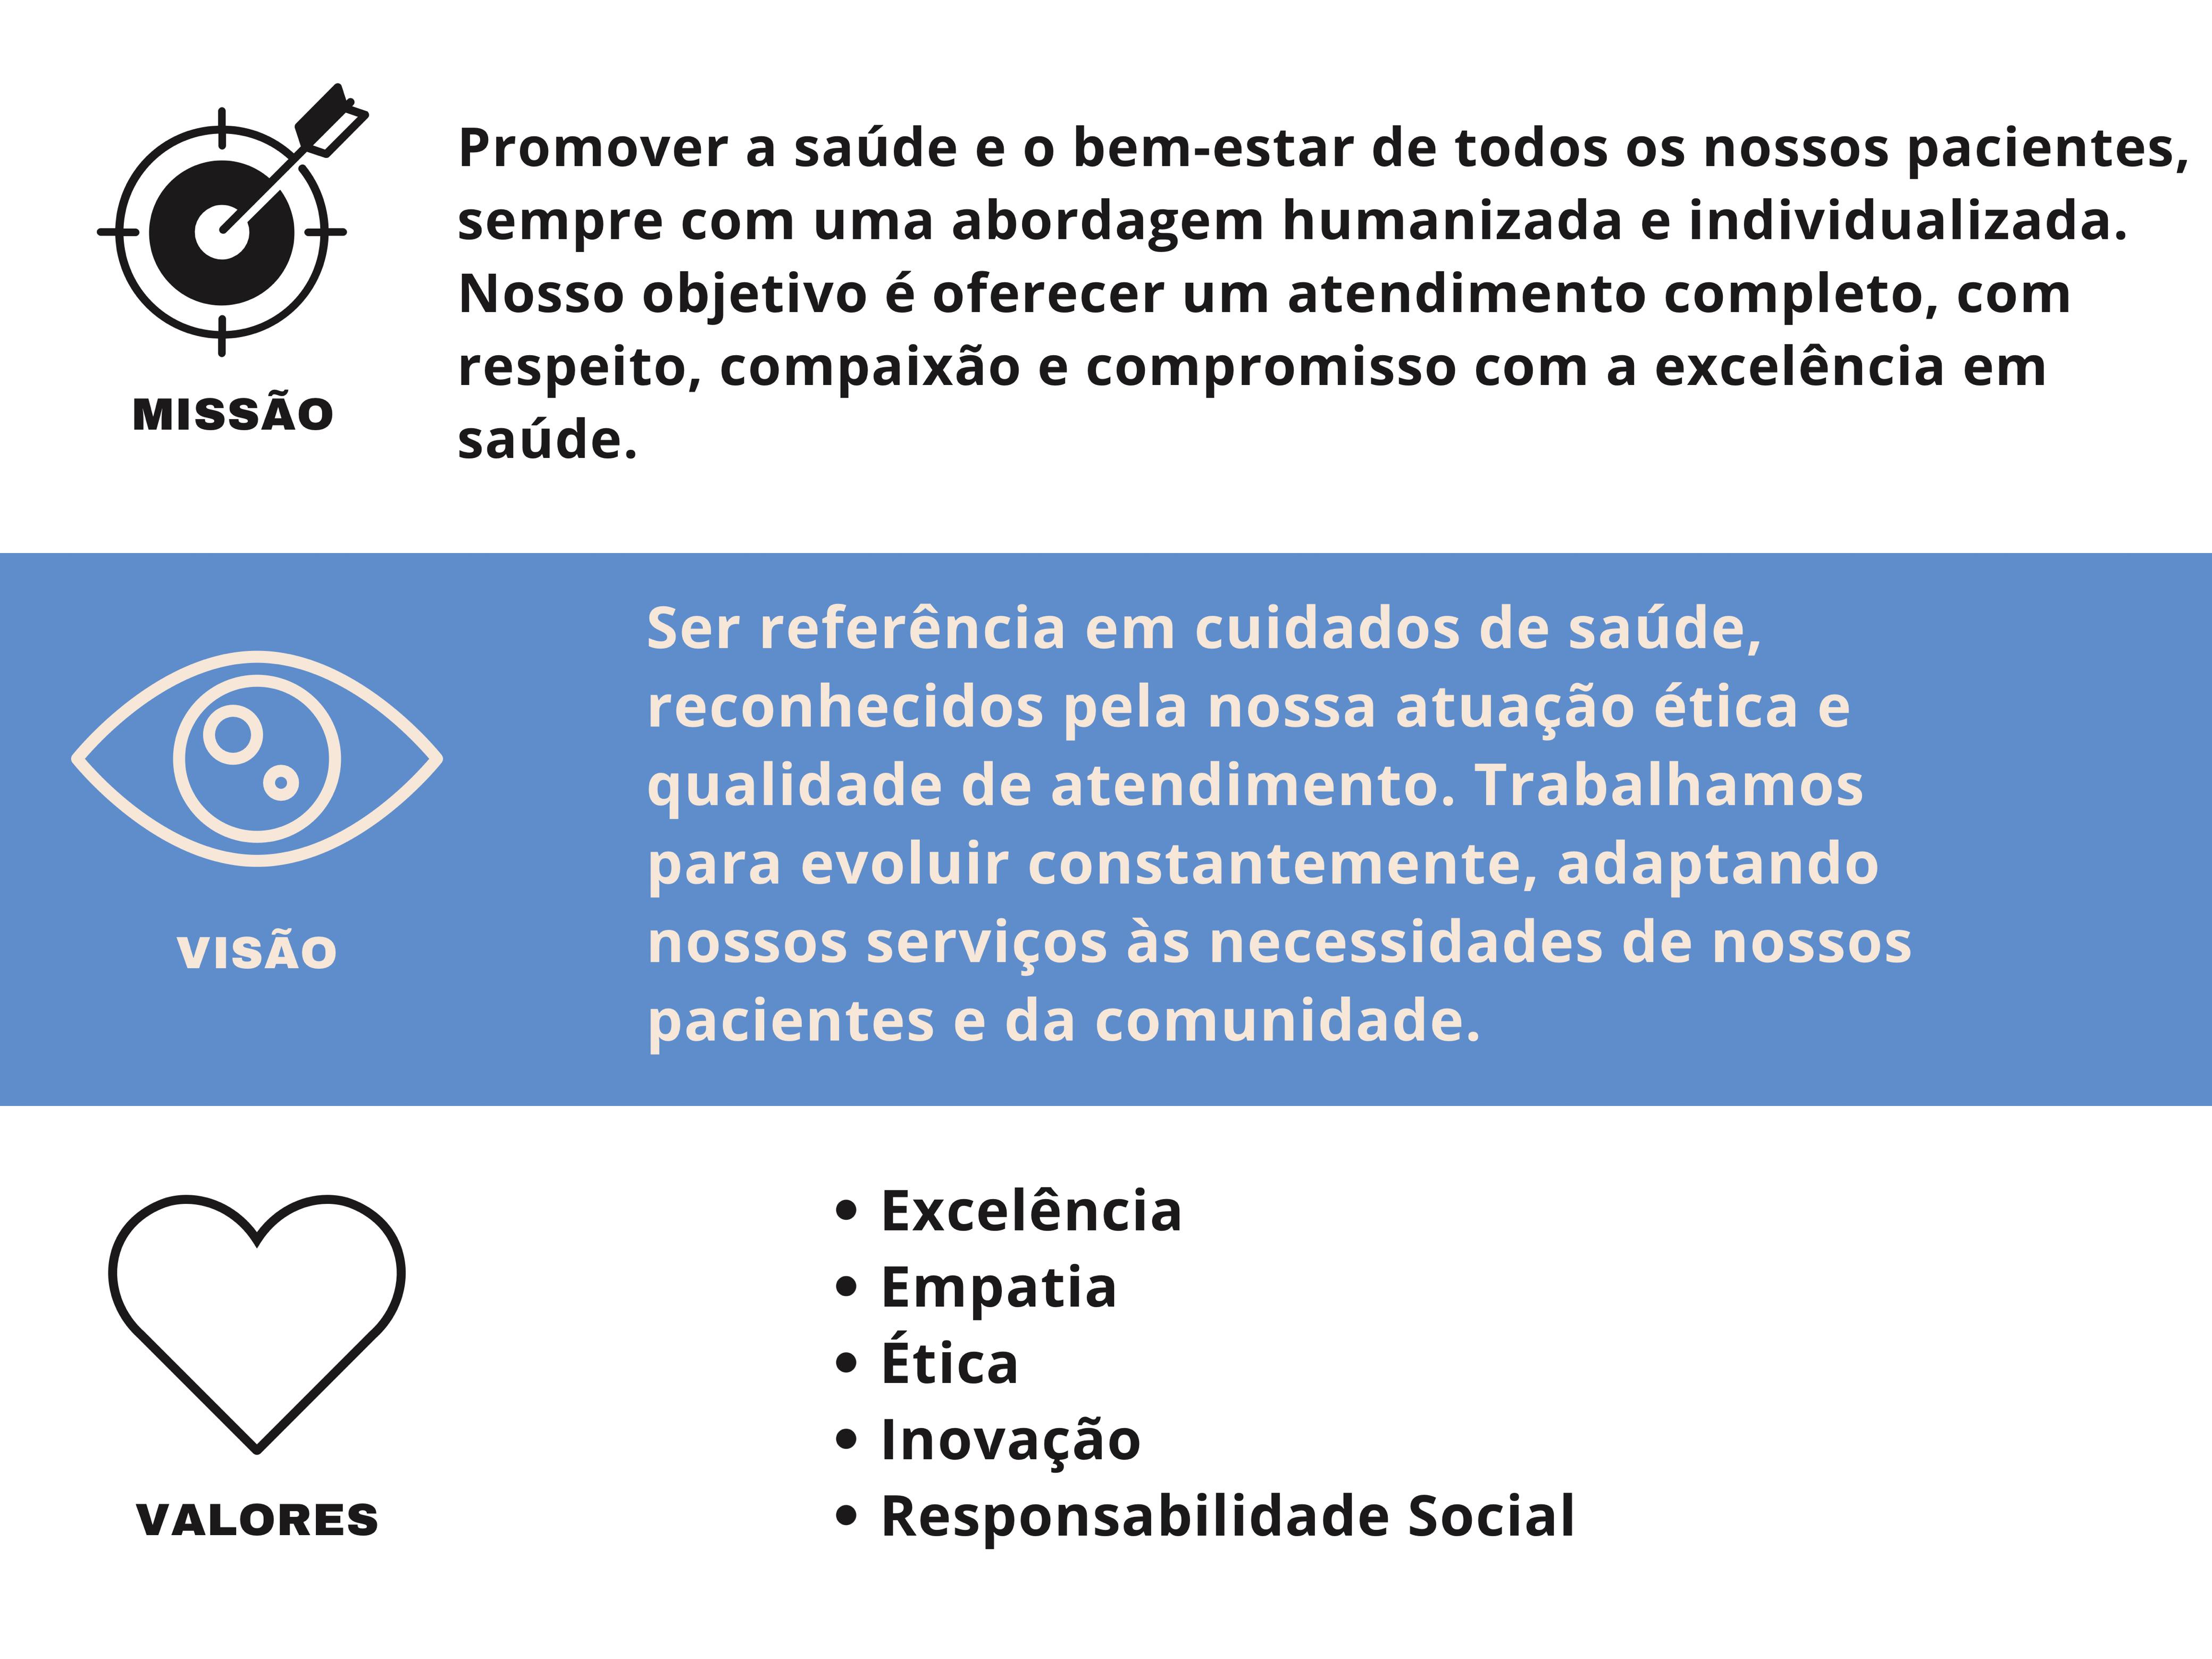 Promover a saúde e o bem-estar de todos os nossos pacientes,
sempre com uma abordagem humanizada e individualizada.
Nosso objetivo é oferecer um atendimento completo, com
respeito, compaixão e compromisso com a excelência em
saúde.
MISSÃO
Ser referência em cuidados de saúde,
reconhecidos pela nossa atuação ética e
qualidade de atendimento. Trabalhamos
para evoluir constantemente, adaptando
nossos serviços às necessidades de nossos
pacientes e da comunidade.
VISÃO
• Excelência
• Empatia
• Ética
• Inovação
• Responsabilidade Social
VALORES